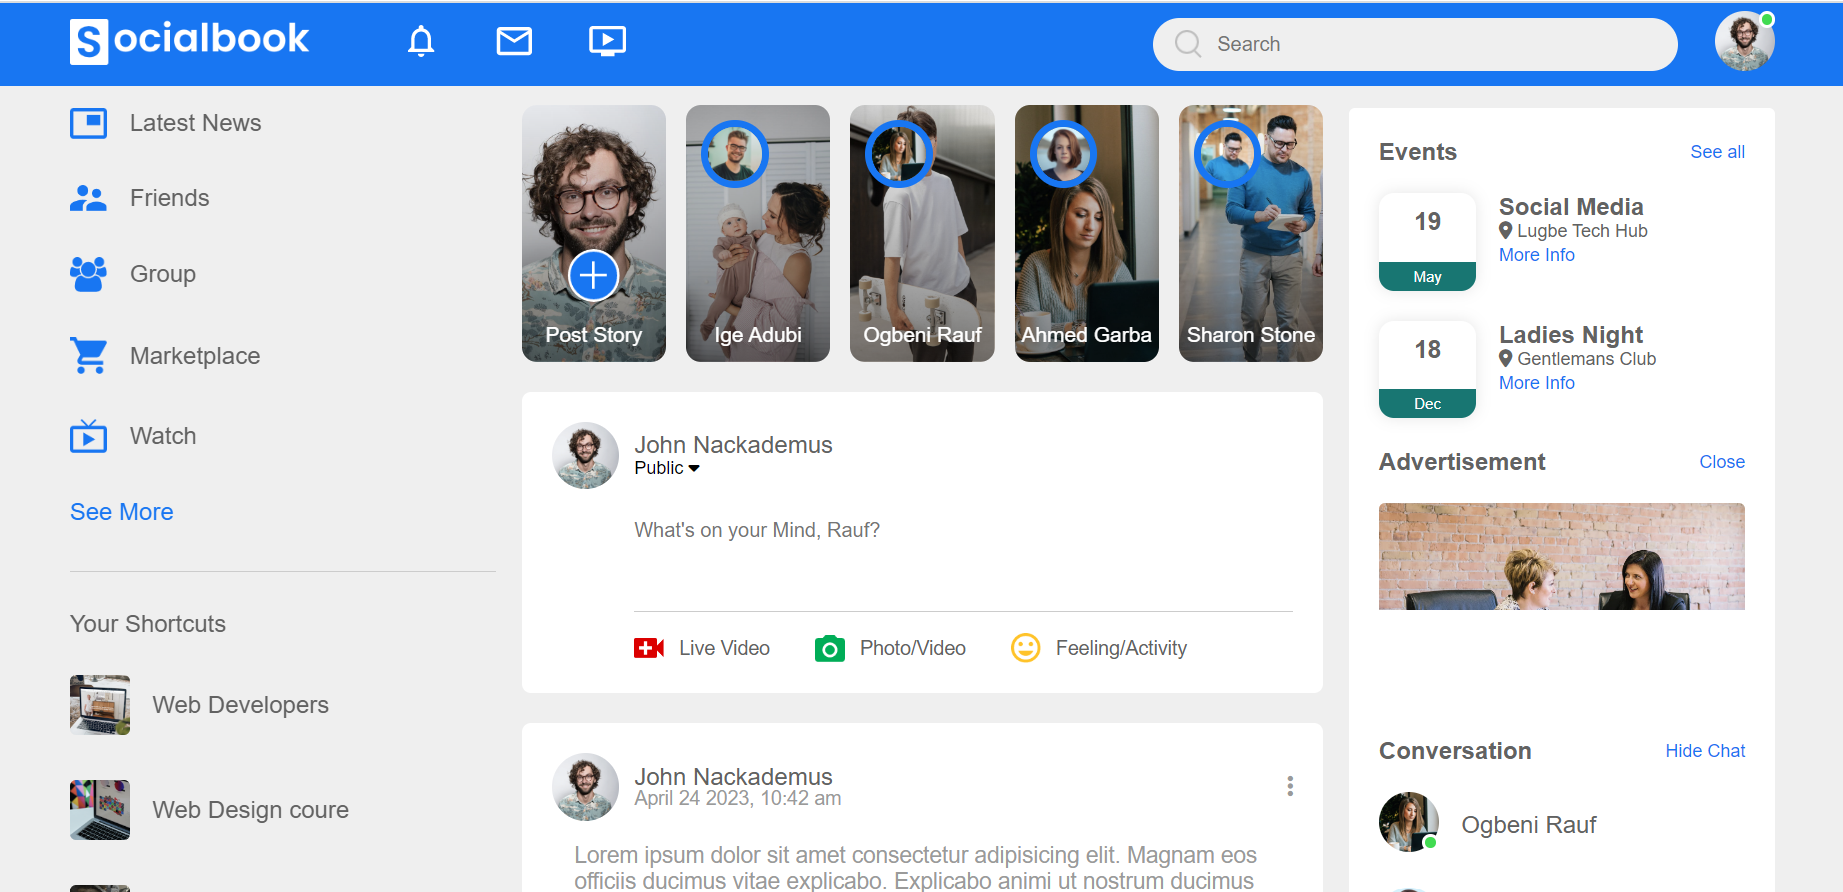 Socialbook
Search
Latest News
Friends
Group
Marketplace
Watch
See More
Your Shortcuts
Web Developers
Web Design coure
Post Story
Ige Adubi
Ogbeni Rauf
Ahmed Garba
Sharon Stone
John Nackademus
Public
What's on your Mind, Rauf?
Live Video
Photo/Video
Feeling/Activity
John Nackademus
April 24 2023, 10:42 am
Lorem ipsum dolor sit amet consectetur adipisicing elit. Magnam eos
officiis ducimus vitae explicabo. Explicabo animi ut nostrum ducimus
Events
See all
19
May
Social Media
Lugbe Tech Hub
More Info
18
Dec
Ladies Night
Gentlemans Club
More Info
Advertisement
Close
Conversation
Hide Chat
Ogbeni Rauf